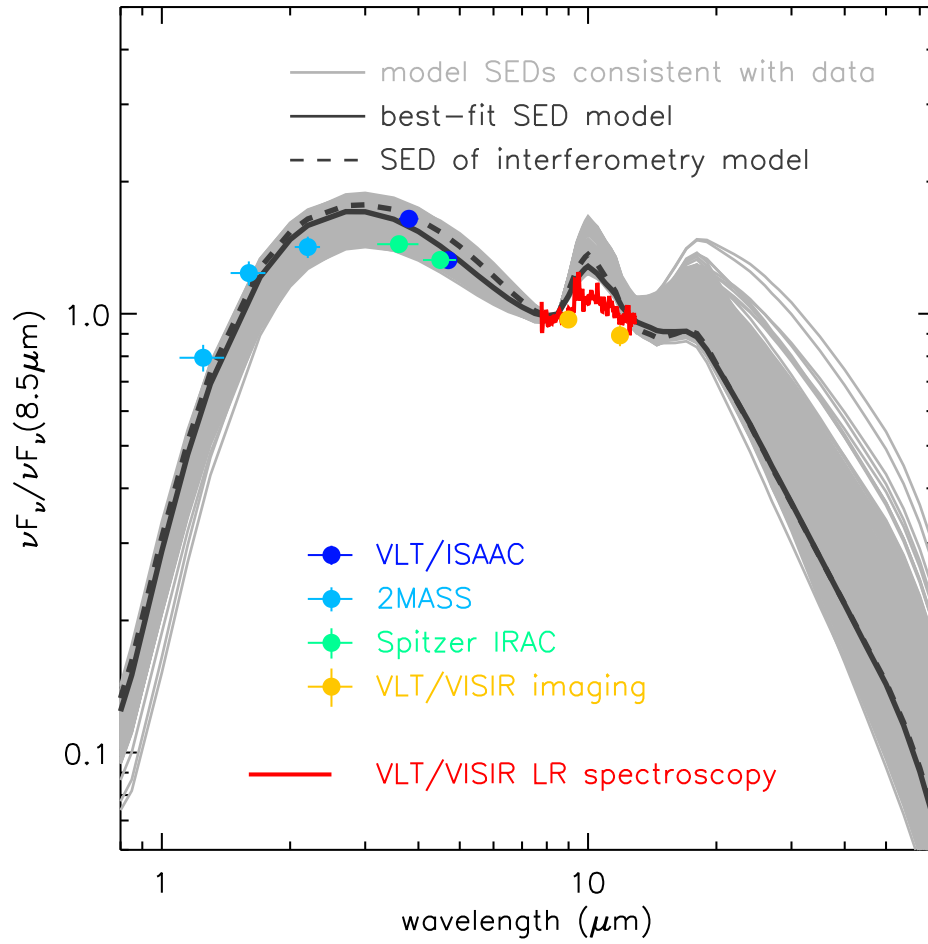 model SEDs consistent with data
best-fit SED model
SED of interferometry model
1.0
νFν/νFν(8.5μm)
VLT/ISAAC
2MASS
Spitzer IRAC
VLT/VISIR imaging
0.1
VLT/VISIR LR spectroscopy
1
10
wavelength (μm)